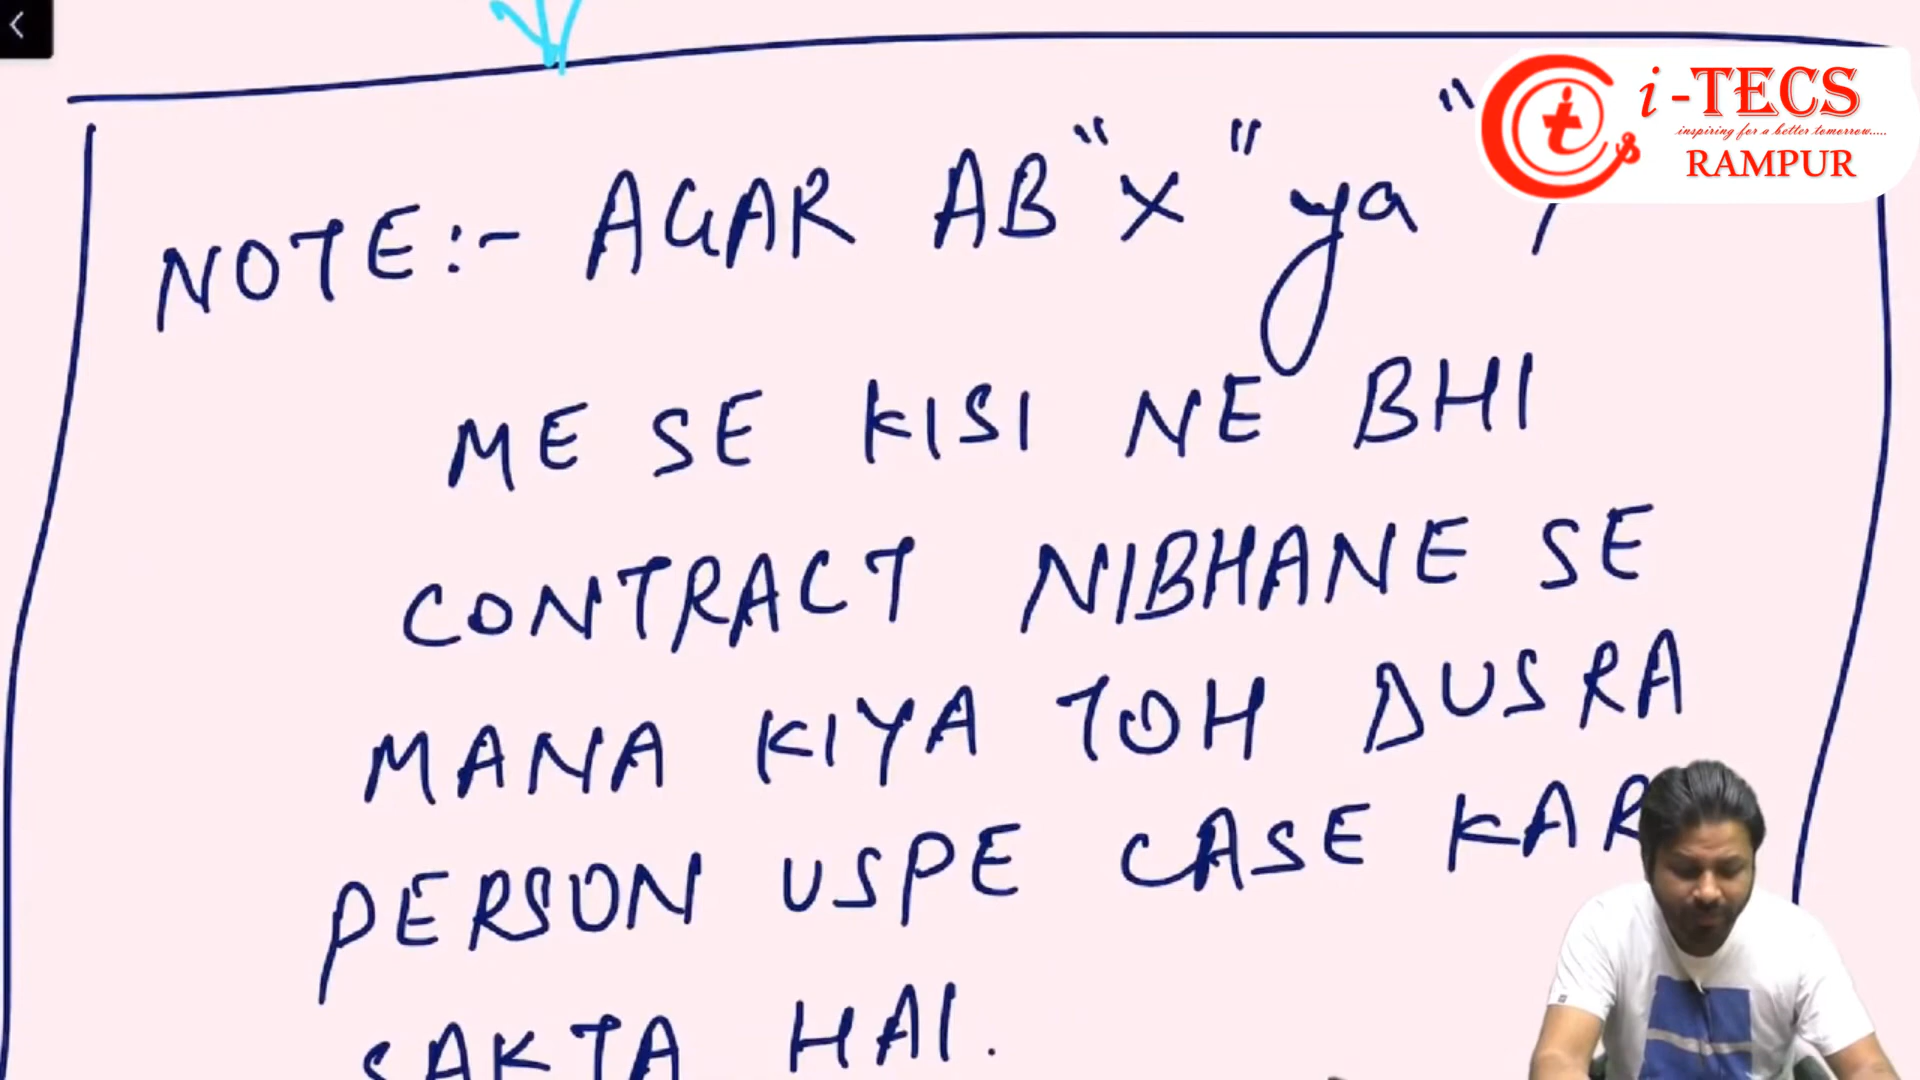 NOTE:- AGAR AB "X" ya "
ME SE KISI NE BHI
CONTRACT NIBHANE SE
MANA KIYA TOH DUSRA
PERSON USPE CASE KAR
SAKTA HAI.
i-TECS
inspiring for a better tomorrow.....
RAMPUR